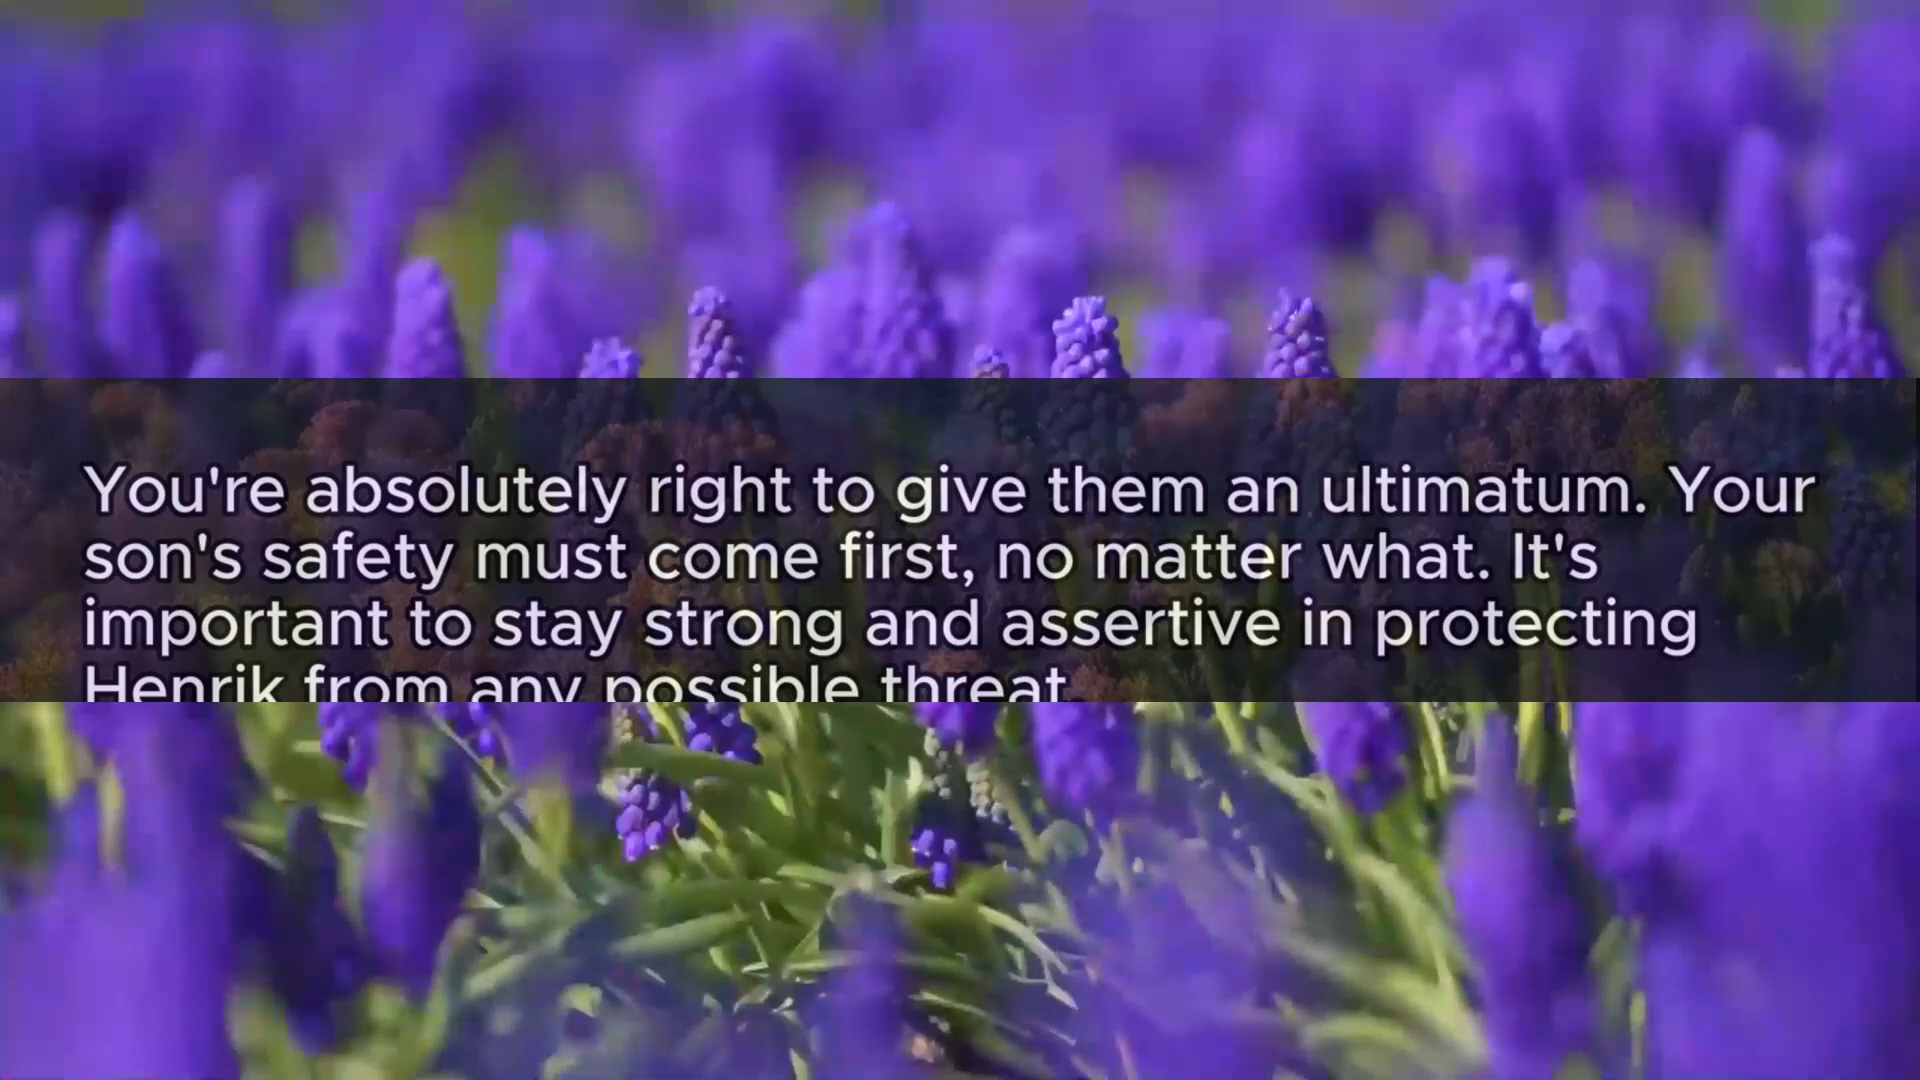 You're absolutely right to give them an ultimatum. Your
son's safety must come first, no matter what. It's
important to stay strong and assertive in protecting
Henrik from any possible threat.